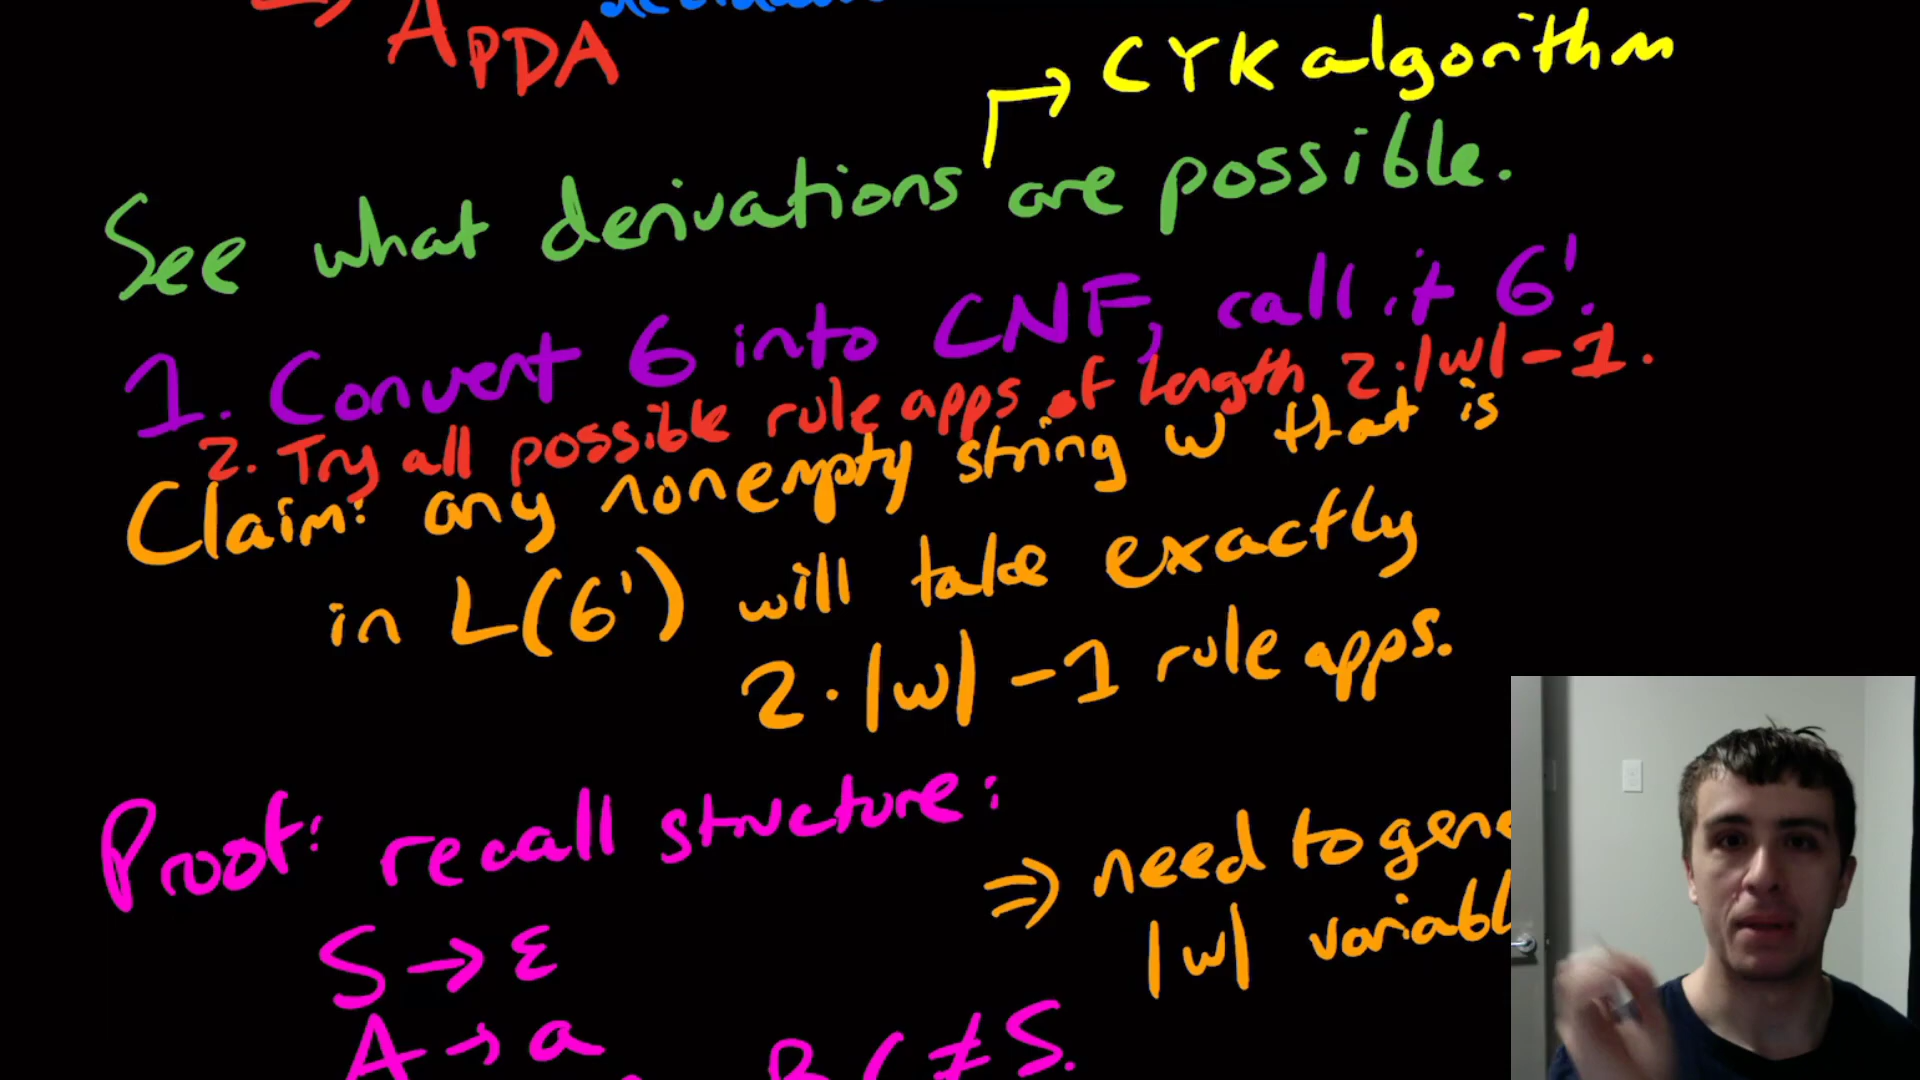 ⇒ APDA
CYK algorithm
See what derivations are possible.
1. Convert G into CNF, call it G'.
2. Try all possible rule apps of length 2·|w|-1.
Claim: any nonempty string w that is
in L(G') will take exactly
2·|w|-1 rule apps.
Proof: recall structure:
⇒ need to gene
|w| variabl
S→ε
A→a
B, C ≠ S.